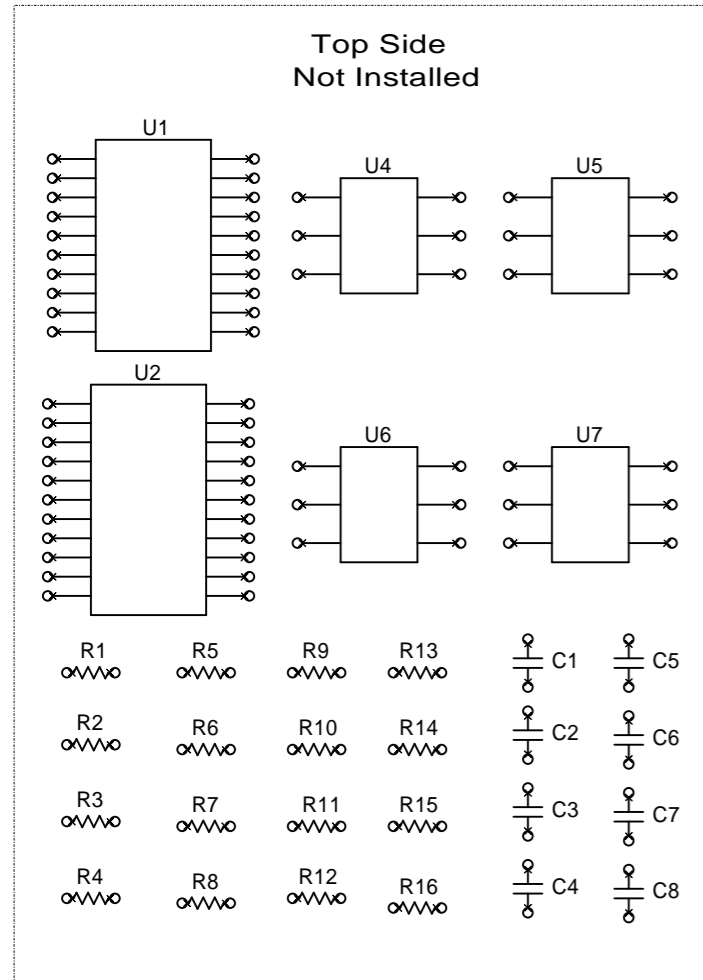 Top Side
Not Installed
U1
U4
U5
U2
U6
U7
R1
R5
R9
R13
C1
C5
R2
R6
R10
R14
C2
C6
R3
R7
R11
R15
C3
C7
R4
R8
R12
R16
C4
C8